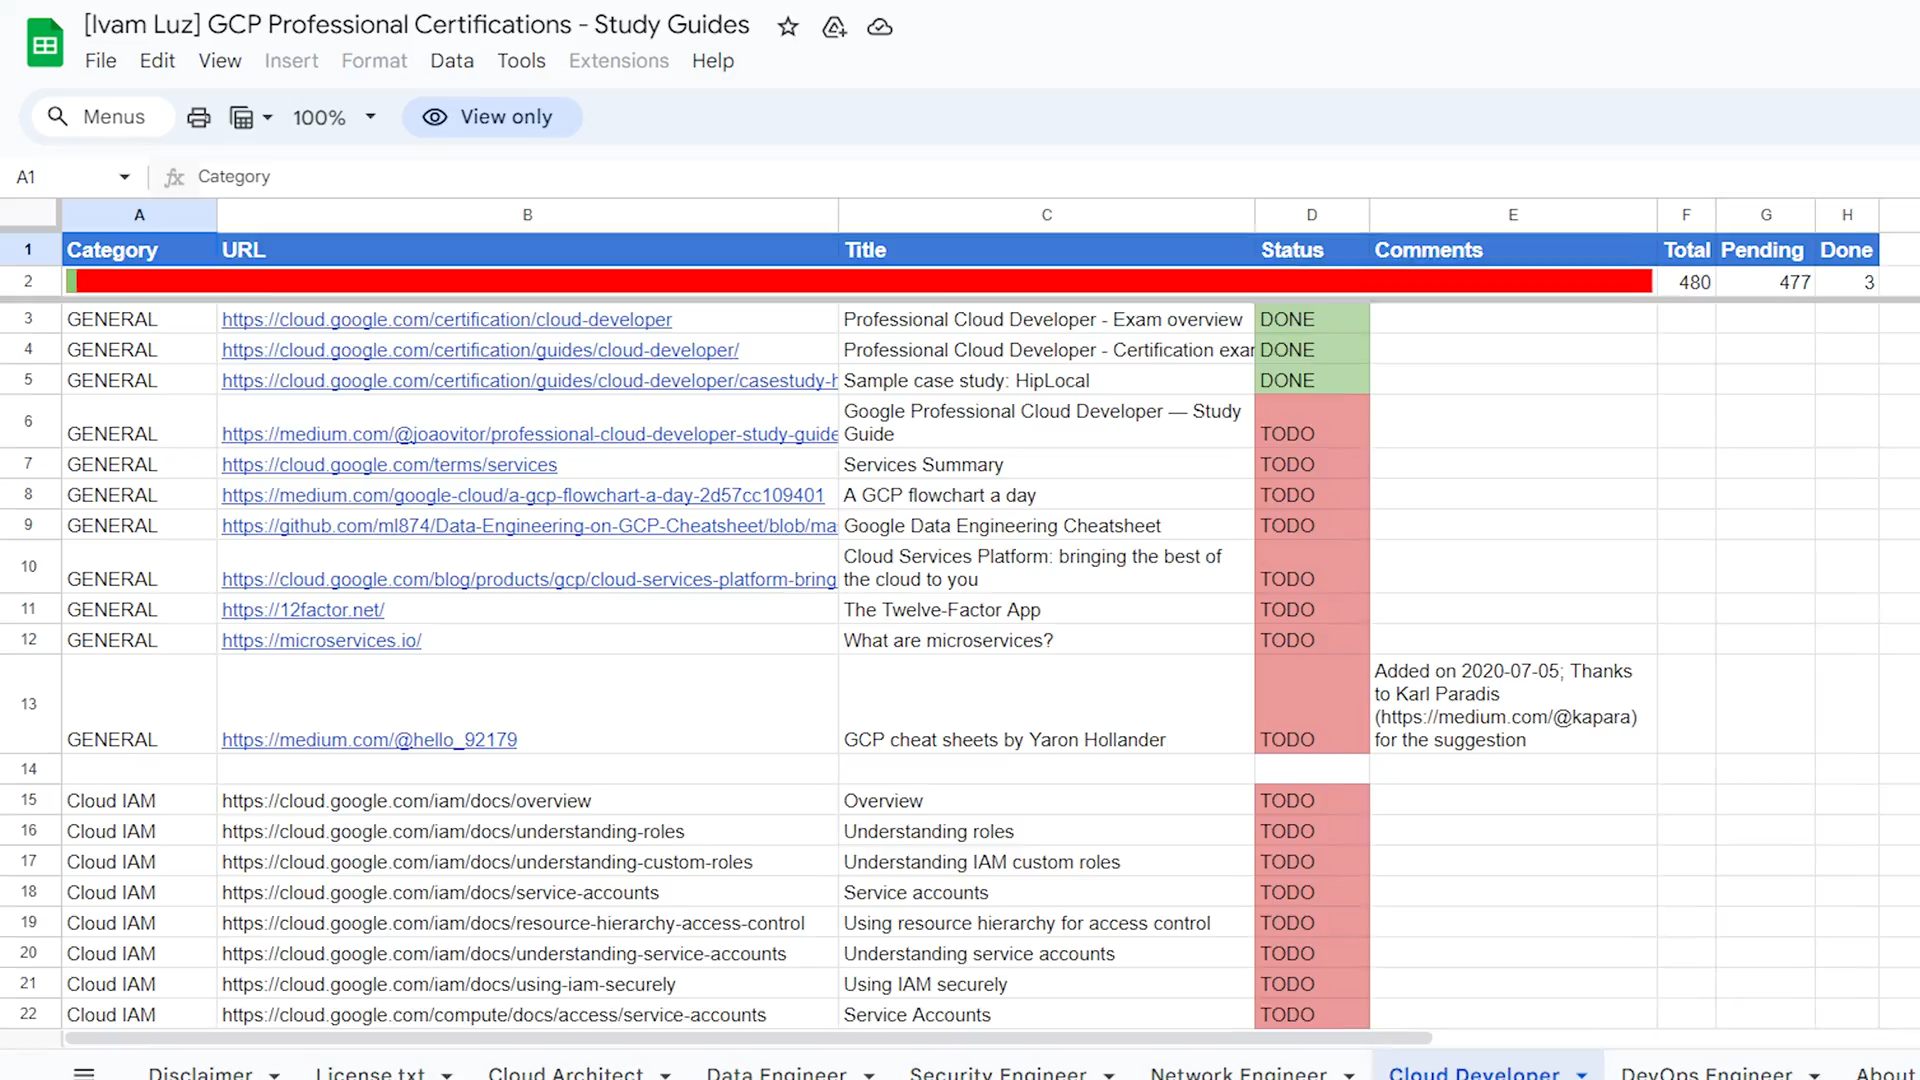 [Ivam Luz] GCP Professional Certifications - Study Guides
File Edit View Insert Format Data Tools Extensions Help
Menus 100% View only
A1 fx Category
A B C D E F G H
1 Category URL Title Status Comments Total Pending Done
2 480 477 3
3 GENERAL https://cloud.google.com/certification/cloud-developer Professional Cloud Developer - Exam overview DONE
4 GENERAL https://cloud.google.com/certification/guides/cloud-developer/ Professional Cloud Developer - Certification exar DONE
5 GENERAL https://cloud.google.com/certification/guides/cloud-developer/casestudy-h Sample case study: HipLocal DONE
6 GENERAL https://medium.com/@joaovitor/professional-cloud-developer-study-guide Google Professional Cloud Developer — Study
Guide TODO
7 GENERAL https://cloud.google.com/terms/services Services Summary TODO
8 GENERAL https://medium.com/google-cloud/a-gcp-flowchart-a-day-2d57cc109401 A GCP flowchart a day TODO
9 GENERAL https://github.com/ml874/Data-Engineering-on-GCP-Cheatsheet/blob/ma Google Data Engineering Cheatsheet TODO
10 GENERAL https://cloud.google.com/blog/products/gcp/cloud-services-platform-bring Cloud Services Platform: bringing the best of
the cloud to you TODO
11 GENERAL https://12factor.net/ The Twelve-Factor App TODO
12 GENERAL https://microservices.io/ What are microservices? TODO
13 GENERAL https://medium.com/@hello_92179 GCP cheat sheets by Yaron Hollander TODO Added on 2020-07-05; Thanks
to Karl Paradis
(https://medium.com/@kapara)
for the suggestion
14
15 Cloud IAM https://cloud.google.com/iam/docs/overview Overview TODO
16 Cloud IAM https://cloud.google.com/iam/docs/understanding-roles Understanding roles TODO
17 Cloud IAM https://cloud.google.com/iam/docs/understanding-custom-roles Understanding IAM custom roles TODO
18 Cloud IAM https://cloud.google.com/iam/docs/service-accounts Service accounts TODO
19 Cloud IAM https://cloud.google.com/iam/docs/resource-hierarchy-access-control Using resource hierarchy for access control TODO
20 Cloud IAM https://cloud.google.com/iam/docs/understanding-service-accounts Understanding service accounts TODO
21 Cloud IAM https://cloud.google.com/iam/docs/using-iam-securely Using IAM securely TODO
22 Cloud IAM https://cloud.google.com/compute/docs/access/service-accounts Service Accounts TODO
Disclaimer License.txt Cloud Architect Data Engineer Security Engineer Network Engineer Cloud Developer DevOps Engineer About